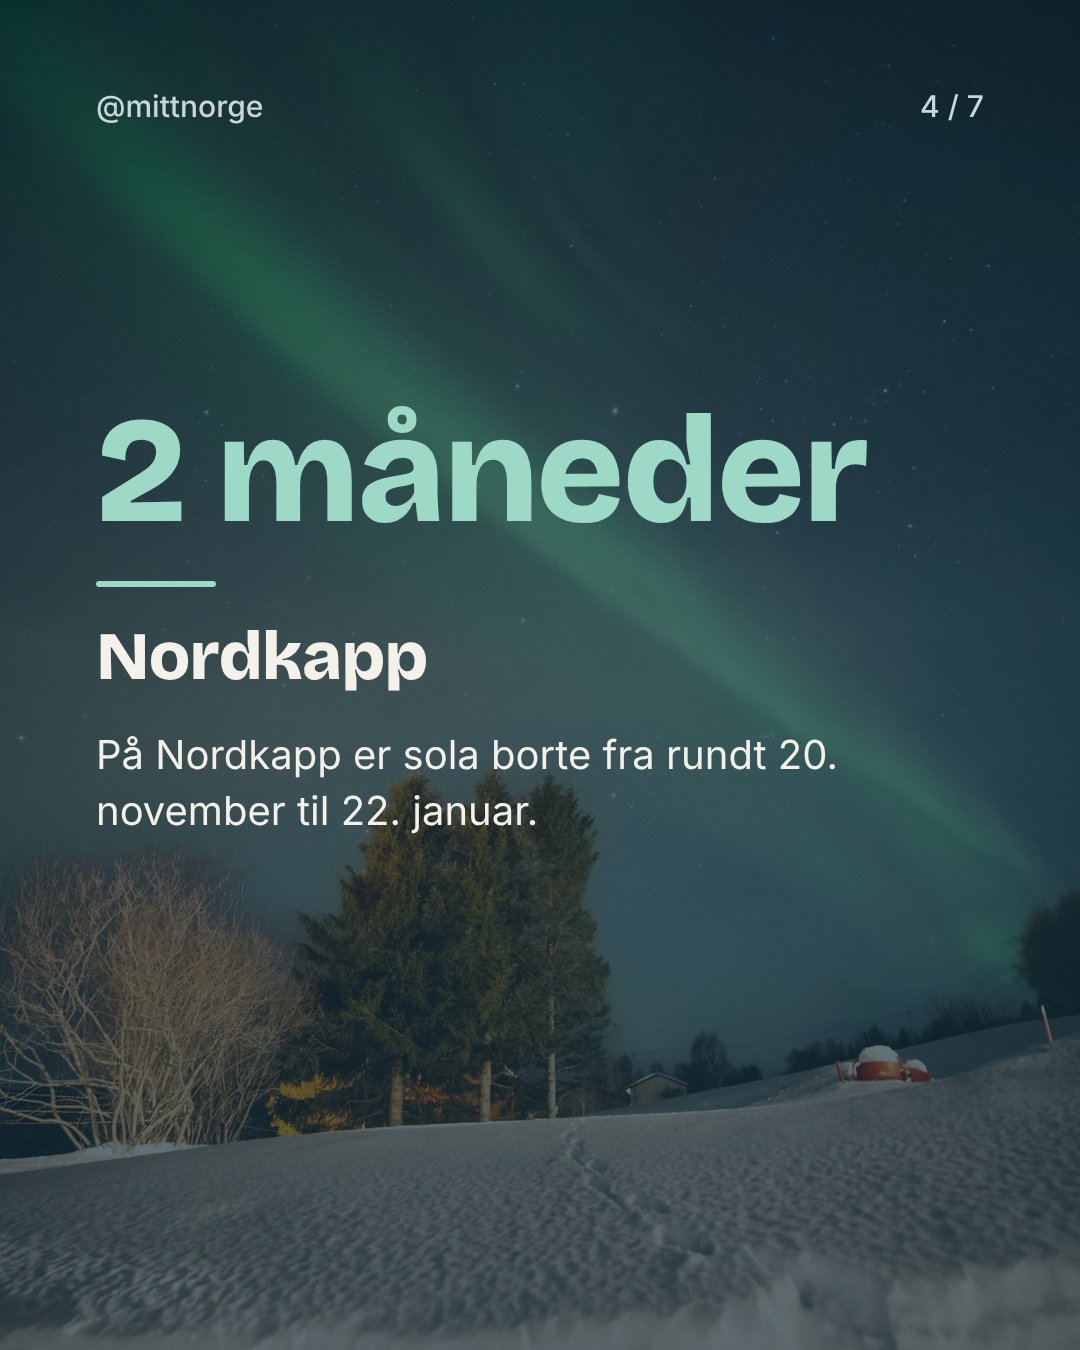 @mittnorge
4 / 7
2 måneder
Nordkapp
På Nordkapp er sola borte fra rundt 20.
november til 22. januar.